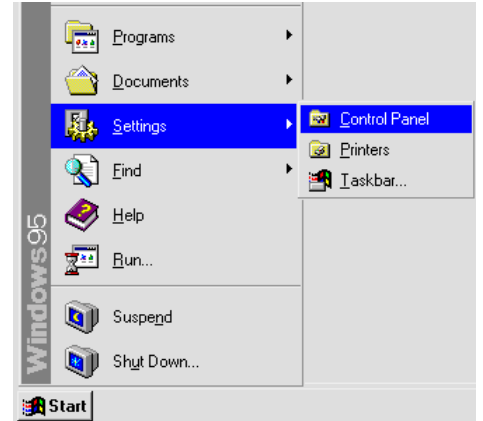 Programs
Documents
Settings
Control Panel
Printers
Taskbar...
Find
Help
Run...
Suspend
Shut Down...
Windows95
Start